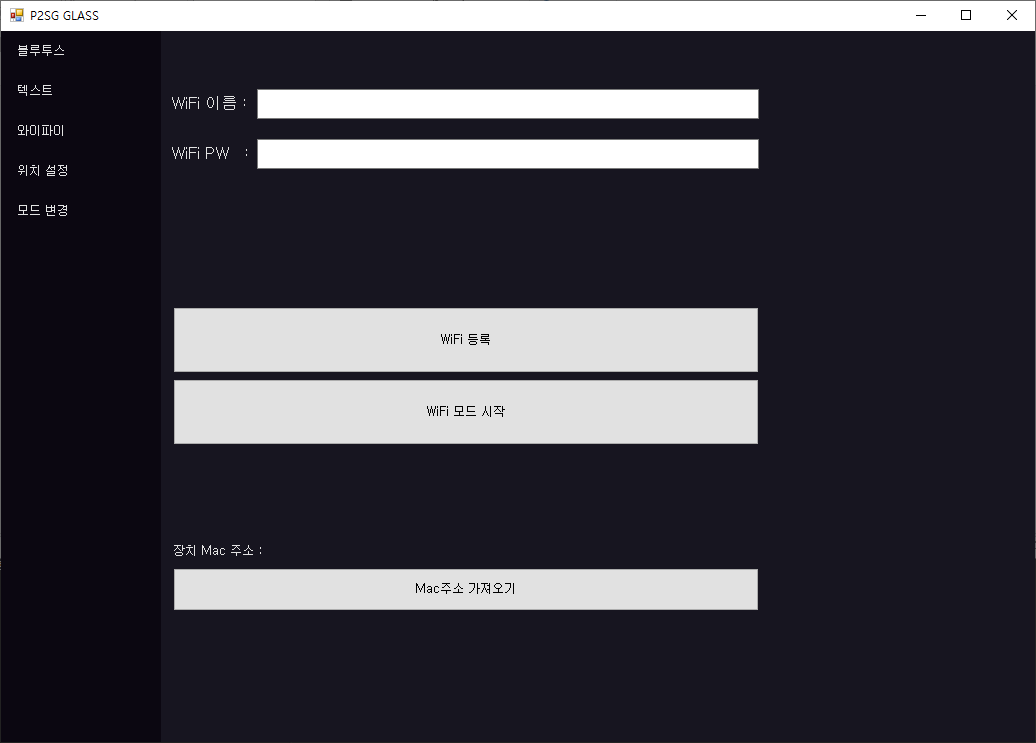 P2SG GLASS
블루투스
텍스트
와이파이
위치 설정
모드 변경
WiFi 이름 :
WiFi PW :
WiFi 등록
WiFi 모드 시작
장치 Mac 주소 :
Mac주소 가져오기